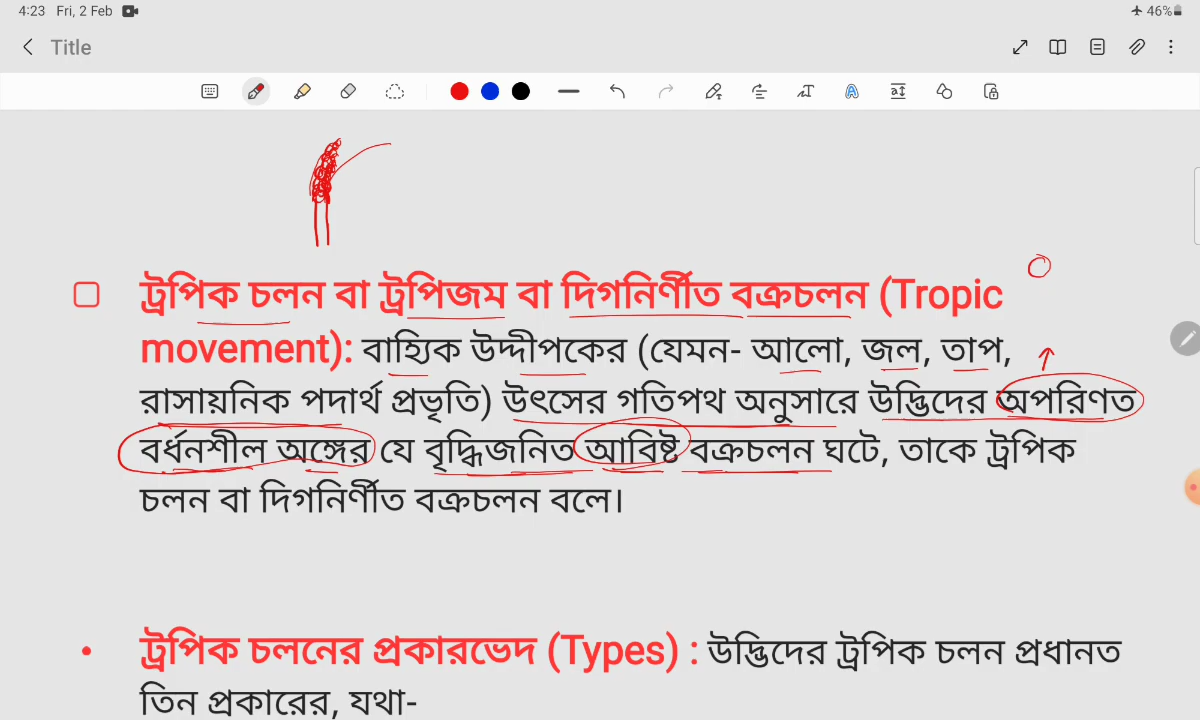 4:23 Fri, 2 Feb
46%
Title
ট্রপিক চলন বা ট্রপিজম বা দিগনির্ণীত বক্রচলন (Tropic
movement): বাহ্যিক উদ্দীপকের (যেমন- আলো, জল, তাপ,
রাসায়নিক পদার্থ প্রভৃতি) উৎসের গতিপথ অনুসারে উদ্ভিদের অপরিণত
বর্ধনশীল অঙ্গের যে বৃদ্ধিজনিত আবিষ্ট বক্রচলন ঘটে, তাকে ট্রপিক
চলন বা দিগনির্ণীত বক্রচলন বলে।
• ট্রপিক চলনের প্রকারভেদ (Types) : উদ্ভিদের ট্রপিক চলন প্রধানত
তিন প্রকারের, যথা-